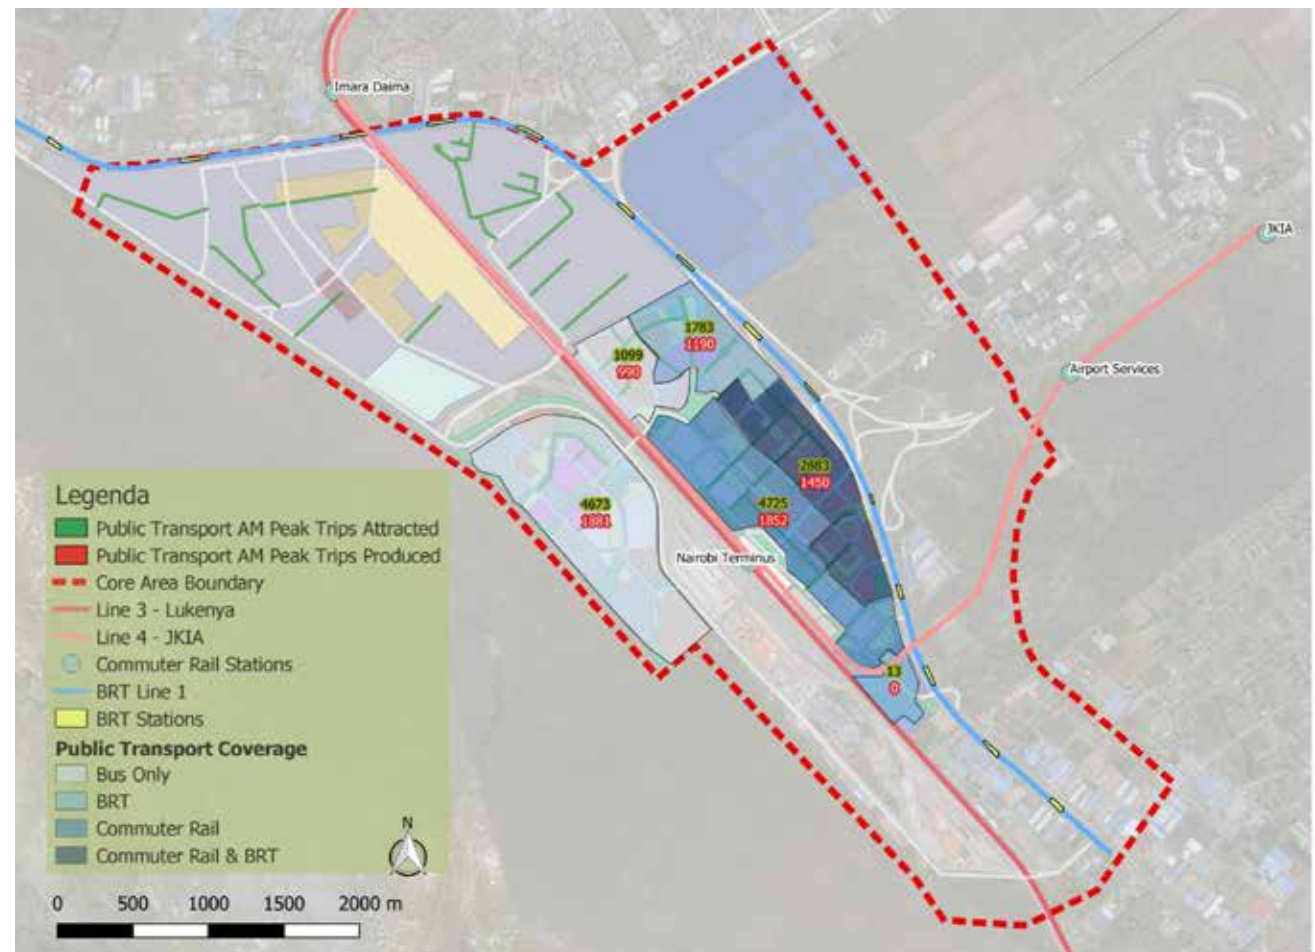 Imara Daima
JKIA
Airport Services
1783
1190
1099
990
2883
1450
4673
1881
4725
1852
Nairobi Terminus
13
0
Legenda
Public Transport AM Peak Trips Attracted
Public Transport AM Peak Trips Produced
Core Area Boundary
Line 3 - Lukenya
Line 4 - JKIA
Commuter Rail Stations
BRT Line 1
BRT Stations
Public Transport Coverage
Bus Only
BRT
Commuter Rail
Commuter Rail & BRT
N
0 500 1000 1500 2000 m